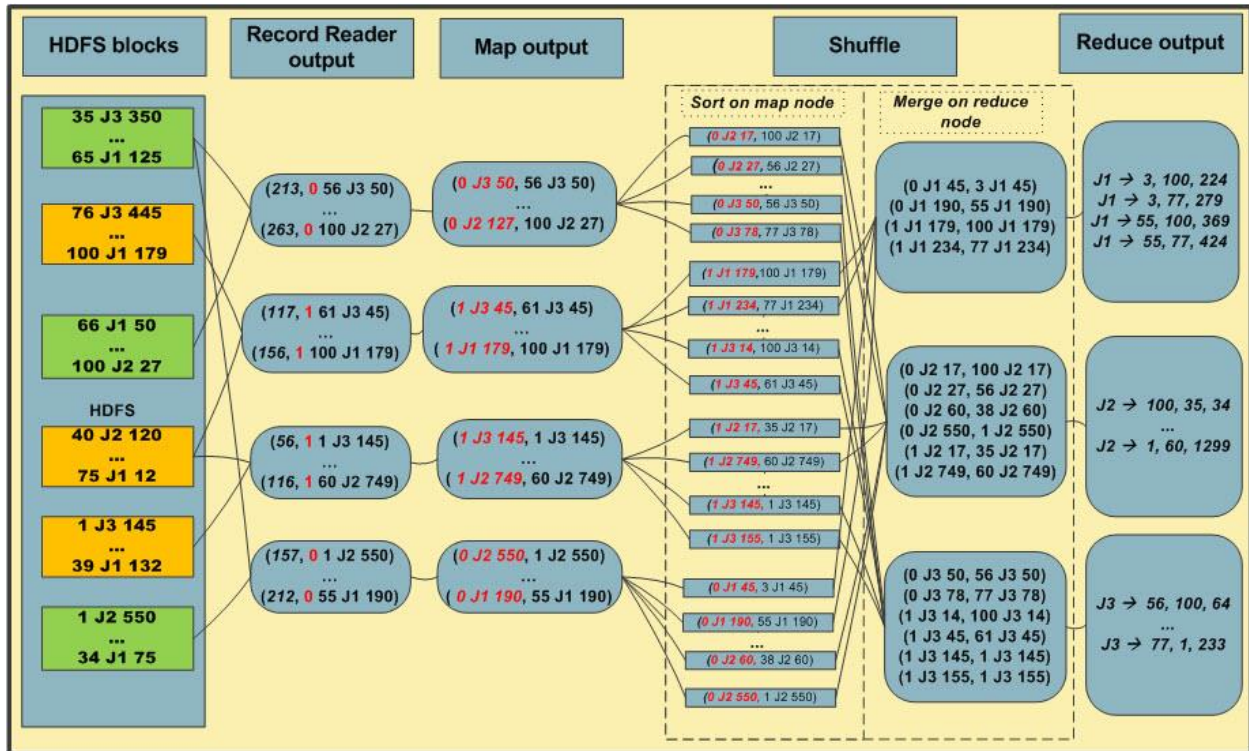 HDFS blocks
Record Reader
output
Map output
Shuffle
Reduce output
35 J3 350
...
65 J1 125
76 J3 445
...
100 J1 179
66 J1 50
...
100 J2 27
HDFS
40 J2 120
...
75 J1 12
1 J3 145
...
39 J1 132
1 J2 550
...
34 J1 75
(213, 0 56 J3 50)
...
(263, 0 100 J2 27)
(117, 1 61 J3 45)
...
(156, 1 100 J1 179)
(56, 1 1 J3 145)
...
(116, 1 60 J2 749)
(157, 0 1 J2 550)
...
(212, 0 55 J1 190)
(0 J3 50, 56 J3 50)
...
(0 J2 127, 100 J2 27)
(1 J3 45, 61 J3 45)
...
(1 J1 179, 100 J1 179)
(1 J3 145, 1 J3 145)
...
(1 J2 749, 60 J2 749)
(0 J2 550, 1 J2 550)
...
(0 J1 190, 55 J1 190)
Sort on map node
(0 J2 17, 100 J2 17)
(0 J2 27, 56 J2 27)
...
(0 J3 50, 56 J3 50)
(0 J3 78, 77 J3 78)
(1 J1 179,100 J1 179)
(1 J1 234, 77 J1 234)
...
(1 J3 14, 100 J3 14)
(1 J3 45, 61 J3 45)
(1 J2 17, 35 J2 17)
(1 J2 749, 60 J2 749)
...
(1 J3 145, 1 J3 145)
(1 J3 155, 1 J3 155)
(0 J1 45, 3 J1 45)
(0 J1 190, 55 J1 190)
...
(0 J2 60, 38 J2 60)
(0 J2 550, 1 J2 550)
Merge on reduce
node
(0 J1 45, 3 J1 45)
(0 J1 190, 55 J1 190)
(1 J1 179, 100 J1 179)
(1 J1 234, 77 J1 234)
(0 J2 17, 100 J2 17)
(0 J2 27, 56 J2 27)
(0 J2 60, 38 J2 60)
(0 J2 550, 1 J2 550)
(1 J2 17, 35 J2 17)
(1 J2 749, 60 J2 749)
(0 J3 50, 56 J3 50)
(0 J3 78, 77 J3 78)
(1 J3 14, 100 J3 14)
(1 J3 45, 61 J3 45)
(1 J3 145, 1 J3 145)
(1 J3 155, 1 J3 155)
J1 → 3, 100, 224
J1 → 3, 77, 279
J1 → 55, 100, 369
J1 → 55, 77, 424
J2 → 100, 35, 34
...
J2 → 1, 60, 1299
J3 → 56, 100, 64
...
J3 → 77, 1, 233